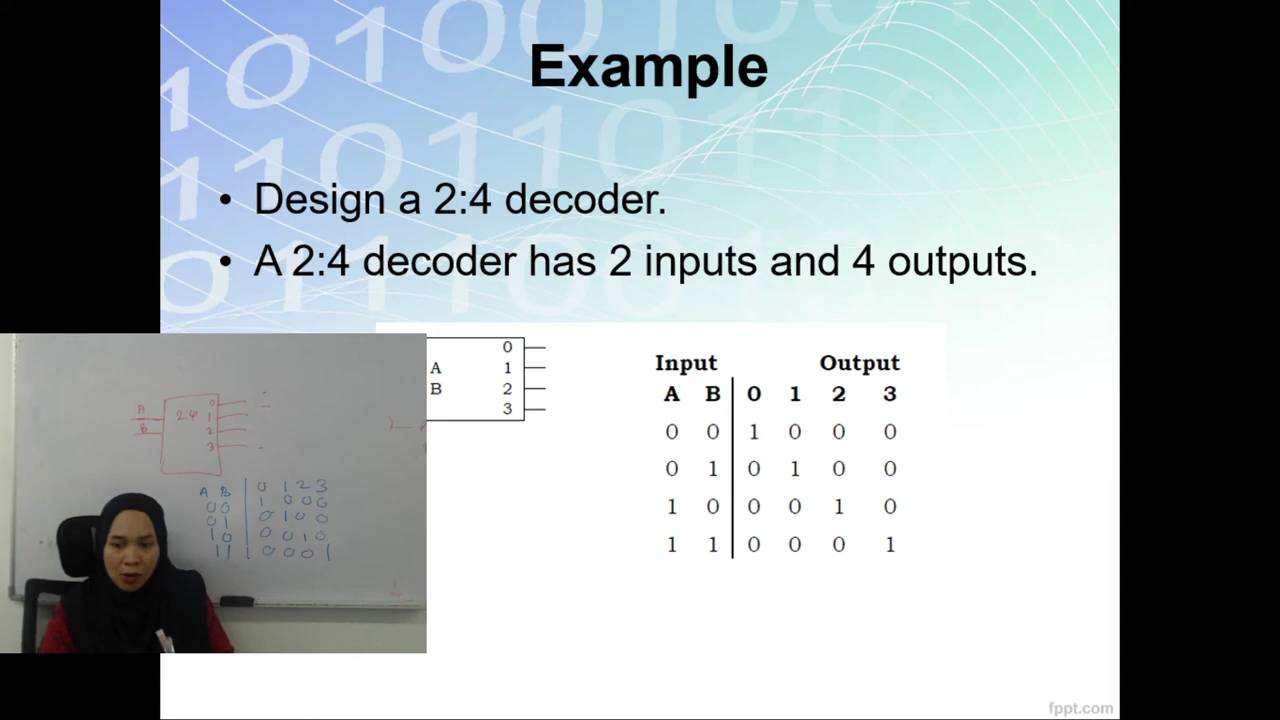 Example
• Design a 2:4 decoder.
• A 2:4 decoder has 2 inputs and 4 outputs.
0
A 1
B 2
3
Input Output
A B 0 1 2 3
0 0 1 0 0 0
0 1 0 1 0 0
1 0 0 0 1 0
1 1 0 0 0 1
A 2:4 0
B 1
2
3
A B 0 1 2 3
0 0 1 0 0 0
0 1 0 1 0 0
1 0 0 0 1 0
1 1 0 0 0 1
fppt.com